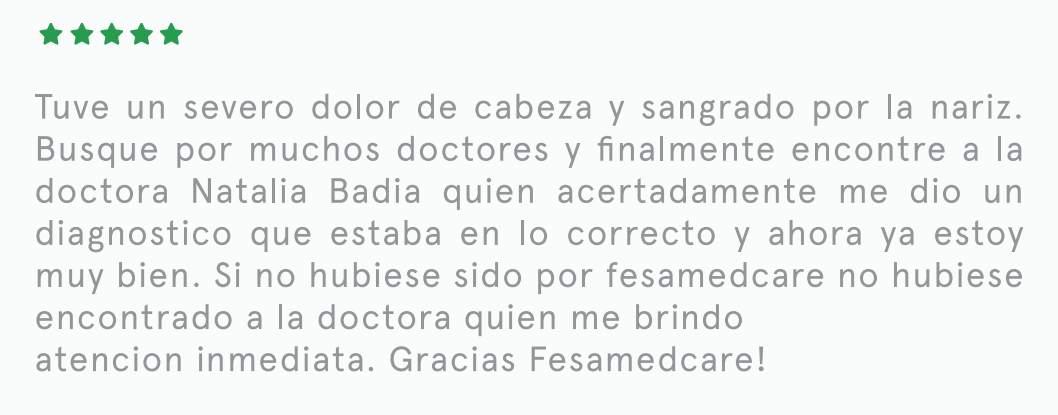 Tuve un severo dolor de cabeza y sangrado por la nariz.
Busque por muchos doctores y finalmente encontre a la
doctora Natalia Badia quien acertadamente me dio un
diagnostico que estaba en lo correcto y ahora ya estoy
muy bien. Si no hubiese sido por fesamedcare no hubiese
encontrado a la doctora quien me brindo
atencion inmediata. Gracias Fesamedcare!